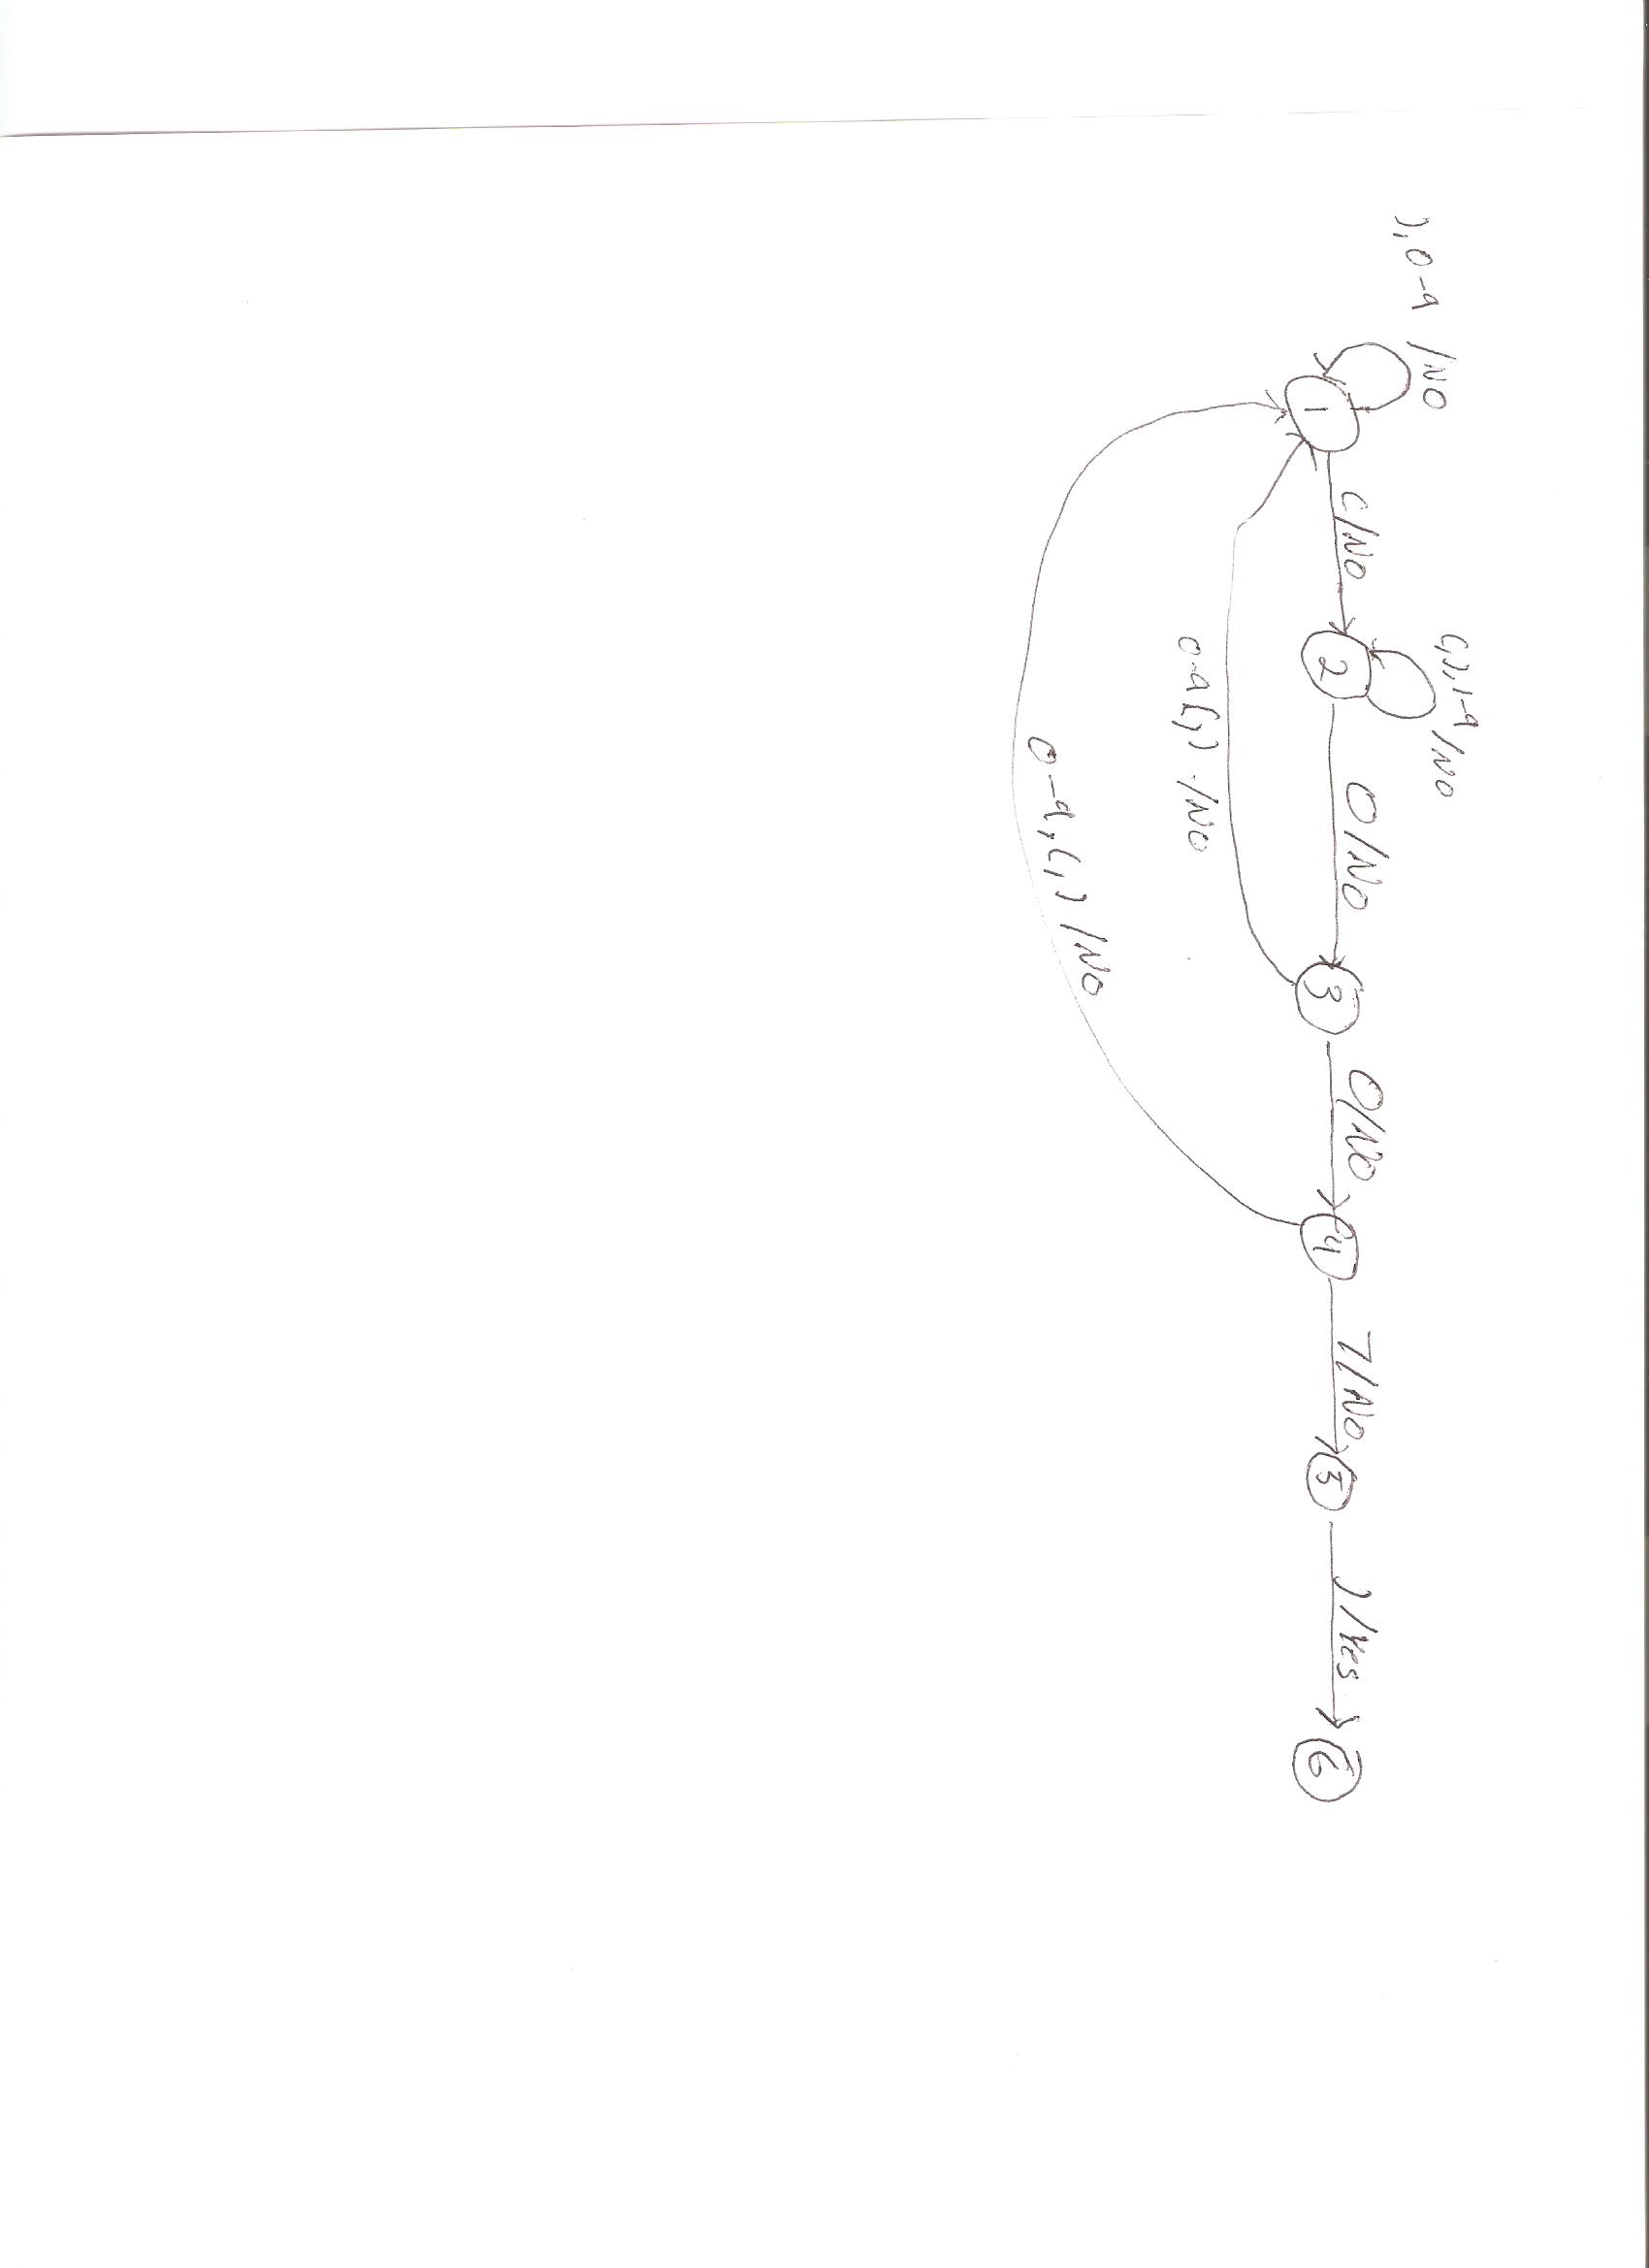 ), 0-9 /NO
(,), 1-9 /NO
1
C/NO
2
0/NO
3
0/NO
4
7/NO
5
)/Yes
6
0-9(,) /NO
0-9,(,) /NO